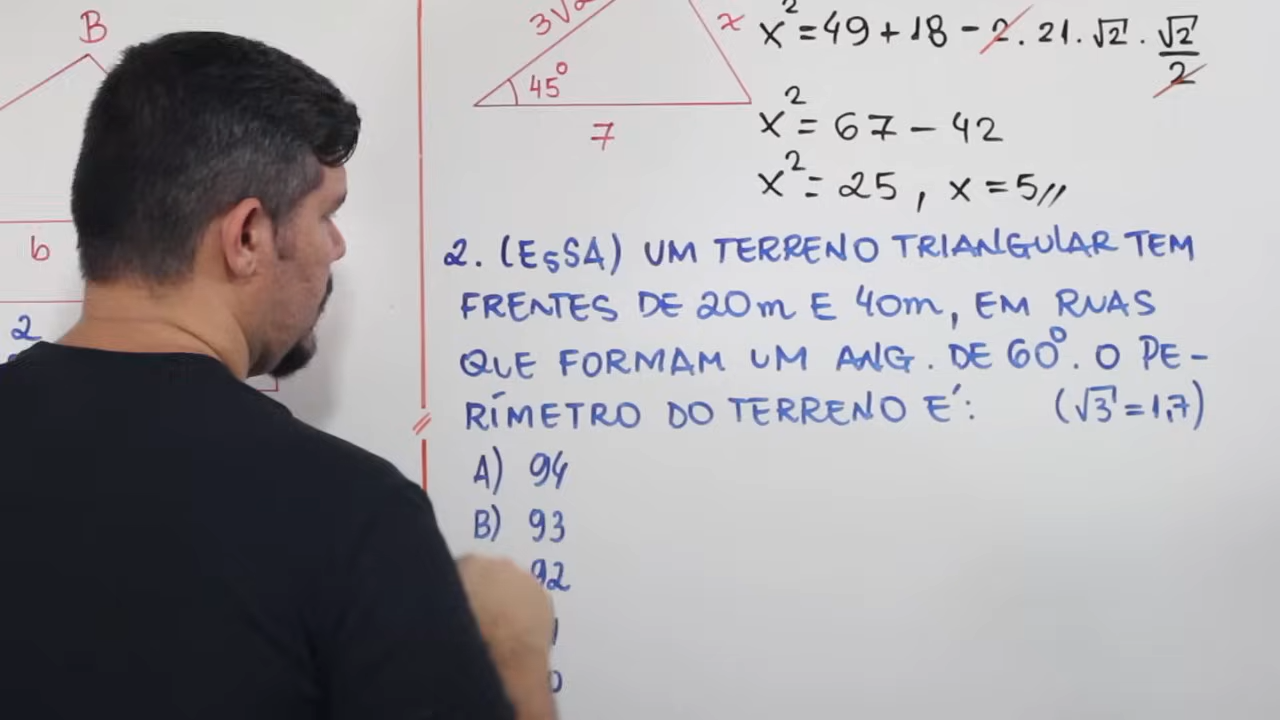 B
b
2
3√2
x
45°
7
x² = 49 + 18 - 2 . 21 . √2 . √2/2
x² = 67 - 42
x² = 25 , x = 5//
2. (ESSA) UM TERRENO TRIANGULAR TEM
FRENTES DE 20m E 40m, EM RUAS
QUE FORMAM UM ANG. DE 60°. O PE-
RÍMETRO DO TERRENO É: (√3 = 1,7)
A) 94
B) 93
92